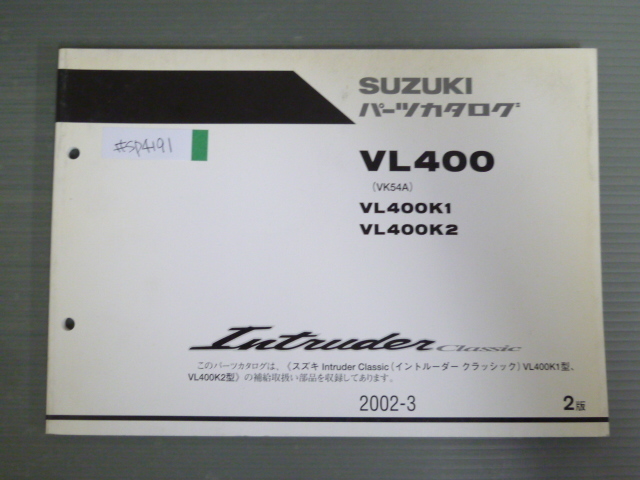 SUZUKI
パーツカタログ
#SP4191
VL400
(VK54A)
VL400K1
VL400K2
Intruder Classic
このパーツカタログは、《スズキ Intruder Classic(イントルーダー クラッシック)VL400K1型、
VL400K2型》の補給取扱い部品を収録してあります。
2002-3
2版